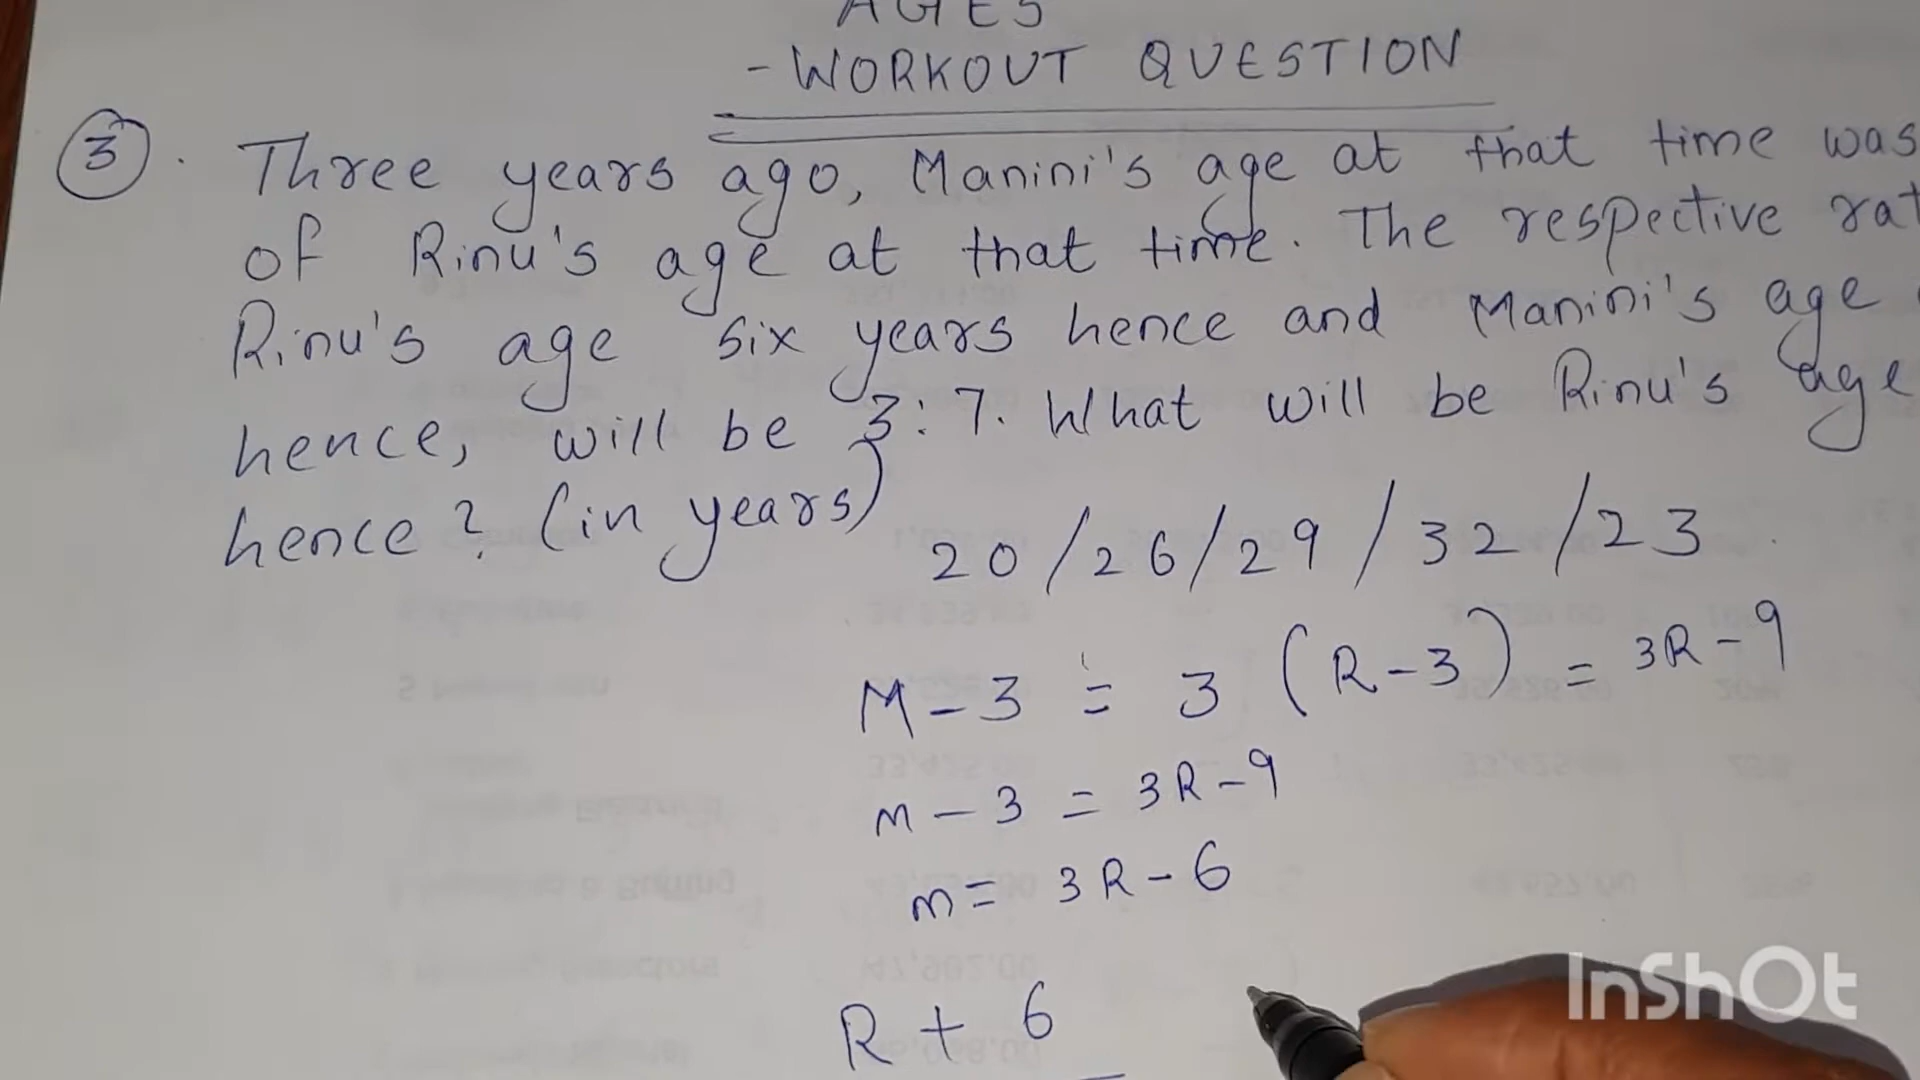 AGES
- WORKOUT QUESTION
3. Three years ago, Manini's age at that time was
of Rinu's age at that time. The respective rat
Rinu's age six years hence and Manini's age
hence, will be 3:7. What will be Rinu's age
hence? (in years)
20/26/29/32/23
M-3 = 3 (R-3) = 3R-9
m-3 = 3R-9
m = 3R-6
R + 6
InShOt